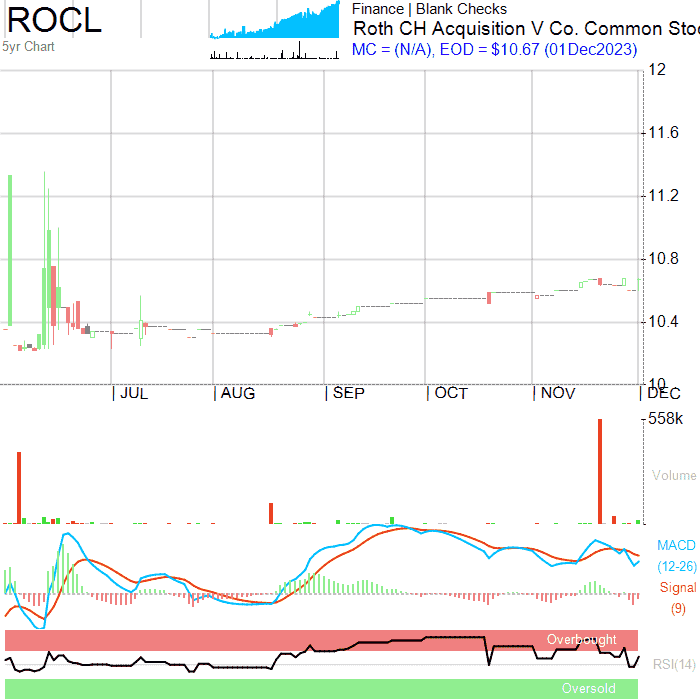 ROCL
5yr Chart
Finance | Blank Checks
Roth CH Acquisition V Co. Common Sto
MC = (N/A), EOD = $10.67 (01Dec2023)
12
11.6
11.2
10.8
10.4
10
JUL AUG SEP OCT NOV DEC
558k
Volume
MACD
(12-26)
Signal
(9)
Overbought
RSI(14)
Oversold